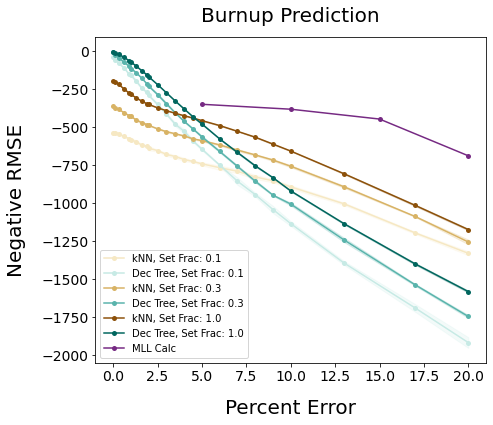 Burnup Prediction
Negative RMSE
0
−250
−500
−750
−1000
−1250
−1500
−1750
−2000
kNN, Set Frac: 0.1
Dec Tree, Set Frac: 0.1
kNN, Set Frac: 0.3
Dec Tree, Set Frac: 0.3
kNN, Set Frac: 1.0
Dec Tree, Set Frac: 1.0
MLL Calc
0.0 2.5 5.0 7.5 10.0 12.5 15.0 17.5 20.0
Percent Error